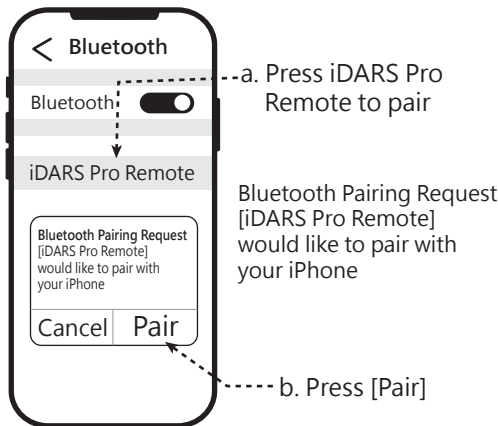 Bluetooth
Bluetooth
iDARS Pro Remote
Bluetooth Pairing Request
[iDARS Pro Remote]
would like to pair with
your iPhone
Cancel
Pair
a. Press iDARS Pro
Remote to pair
Bluetooth Pairing Request
[iDARS Pro Remote]
would like to pair with
your iPhone
b. Press [Pair]